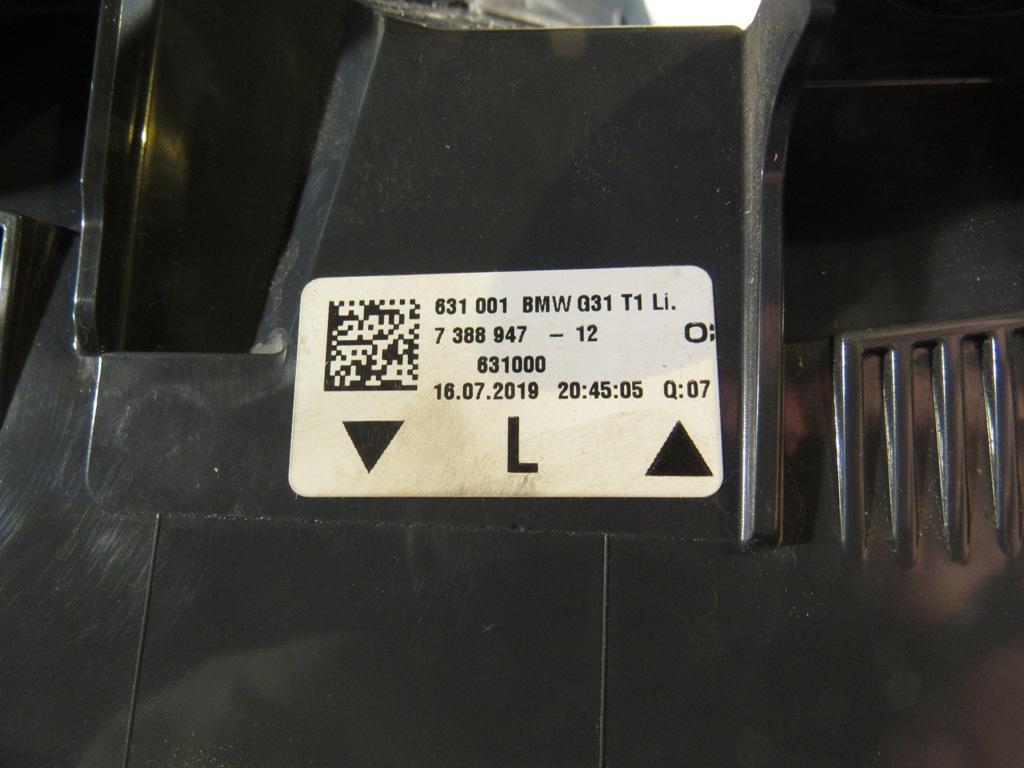 631 001 BMW G31 T1 Li.
7 388 947 - 12 O:
631000
16.07.2019 20:45:05 Q:07
L